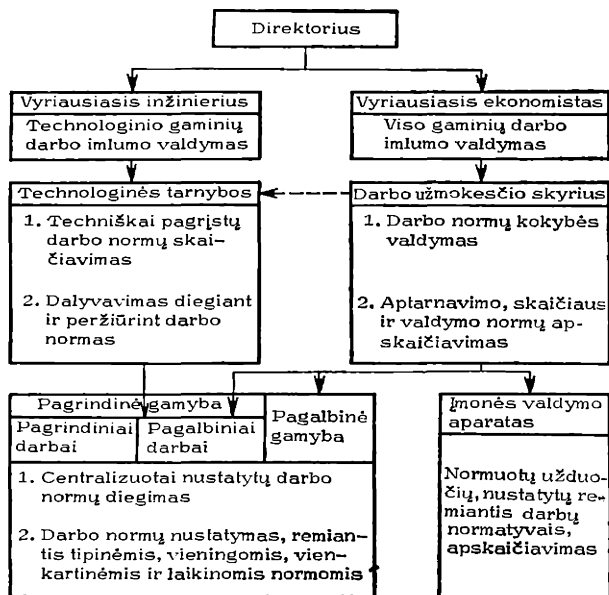 Direktorius
Vyriausiasis inžinierius
Technologinio gaminių
darbo imlumo valdymas
Vyriausiasis ekonomistas
Viso gaminių darbo
imlumo valdymas
Technologinės tarnybos
1. Techniškai pagrįstų
darbo normų skai-
čiavimas
2. Dalyvavimas diegiant
ir peržiūrint darbo
normas
Darbo užmokesčio skyrius
1. Darbo normų kokybės
valdymas
2. Aptarnavimo, skaičiaus
ir valdymo normų ap-
skaičiavimas
Pagrindinė gamyba
Pagrindiniai
darbai
Pagalbiniai
darbai
Pagalbinė
gamyba
1. Centralizuotai nustatytų darbo
normų diegimas
2. Darbo normų nustatymas, remian-
tis tipinėmis, vieningomis, vien-
kartinėmis ir laikinomis normomis
Įmonės valdymo
aparatas
Normuotų užduo-
čių, nustatytų re-
miantis darbų
normatyvais,
apskaičiavimas